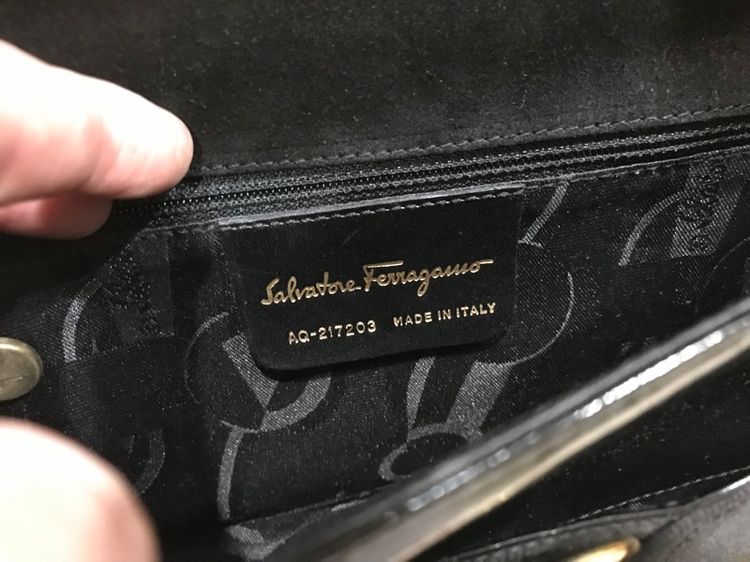 Salvatore Ferragamo
AQ-217203 MADE IN ITALY